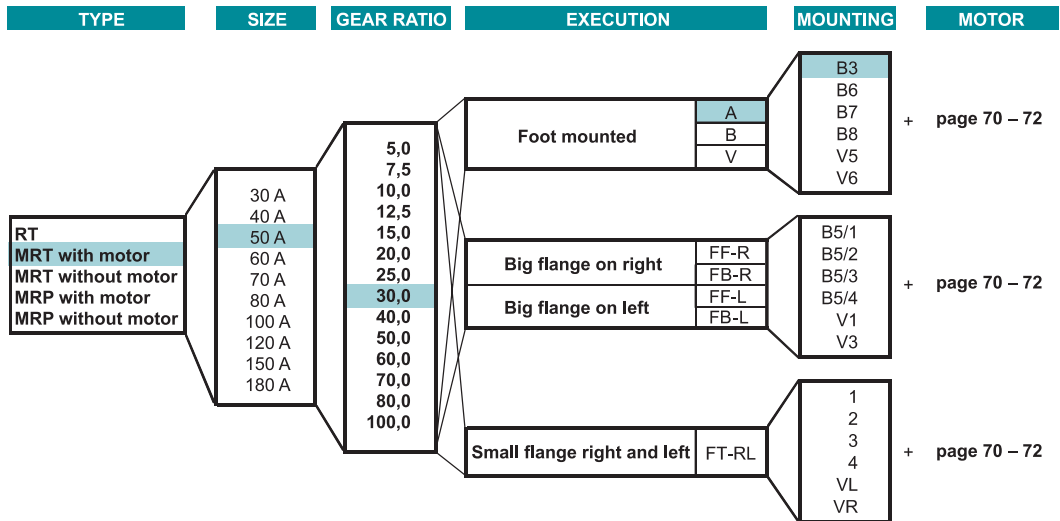 TYPE
SIZE
GEAR RATIO
EXECUTION
MOUNTING
MOTOR
RT
MRT with motor
MRT without motor
MRP with motor
MRP without motor
30 A
40 A
50 A
60 A
70 A
80 A
100 A
120 A
150 A
180 A
5,0
7,5
10,0
12,5
15,0
20,0
25,0
30,0
40,0
50,0
60,0
70,0
80,0
100,0
Foot mounted
A
B
V
B3
B6
B7
B8
V5
V6
+ page 70 – 72
Big flange on right
FF-R
FB-R
Big flange on left
FF-L
FB-L
B5/1
B5/2
B5/3
B5/4
V1
V3
+ page 70 – 72
Small flange right and left
FT-RL
1
2
3
4
VL
VR
+ page 70 – 72